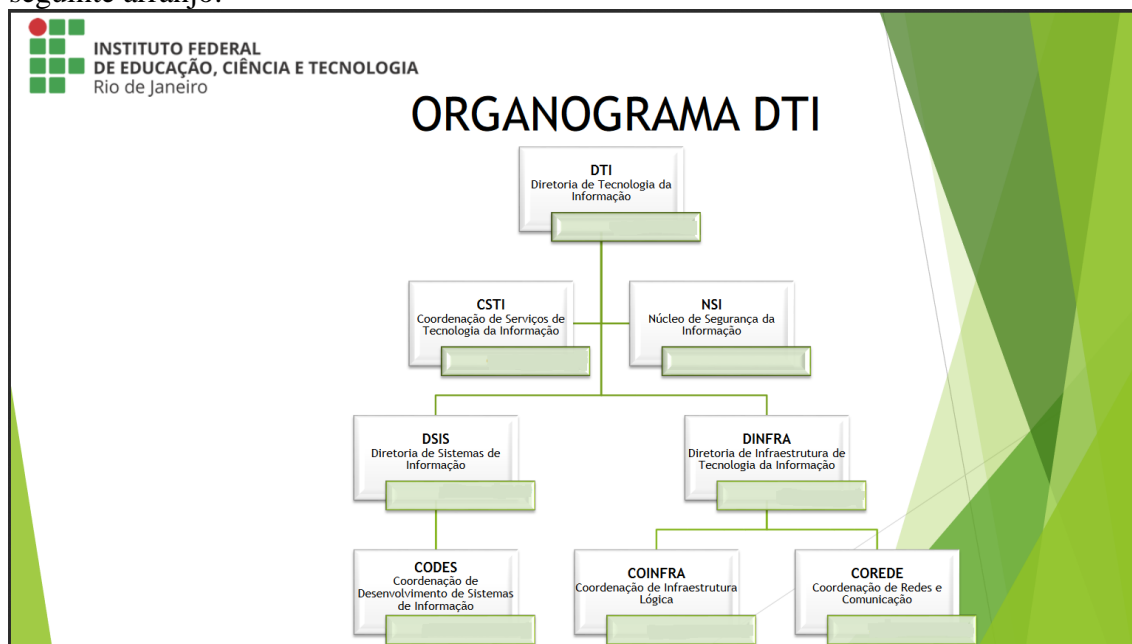 seguinte arranjo:
INSTITUTO FEDERAL
DE EDUCAÇÃO, CIÊNCIA E TECNOLOGIA
Rio de Janeiro
ORGANOGRAMA DTI
DTI
Diretoria de Tecnologia da
Informação
CSTI
Coordenação de Serviços de
Tecnologia da Informação
NSI
Núcleo de Segurança da
Informação
DSIS
Diretoria de Sistemas de
Informação
DINFRA
Diretoria de Infraestrutura de
Tecnologia da Informação
CODES
Coordenação de
Desenvolvimento de Sistemas
de Informação
COINFRA
Coordenação de Infraestrutura
Lógica
COREDE
Coordenação de Redes e
Comunicação